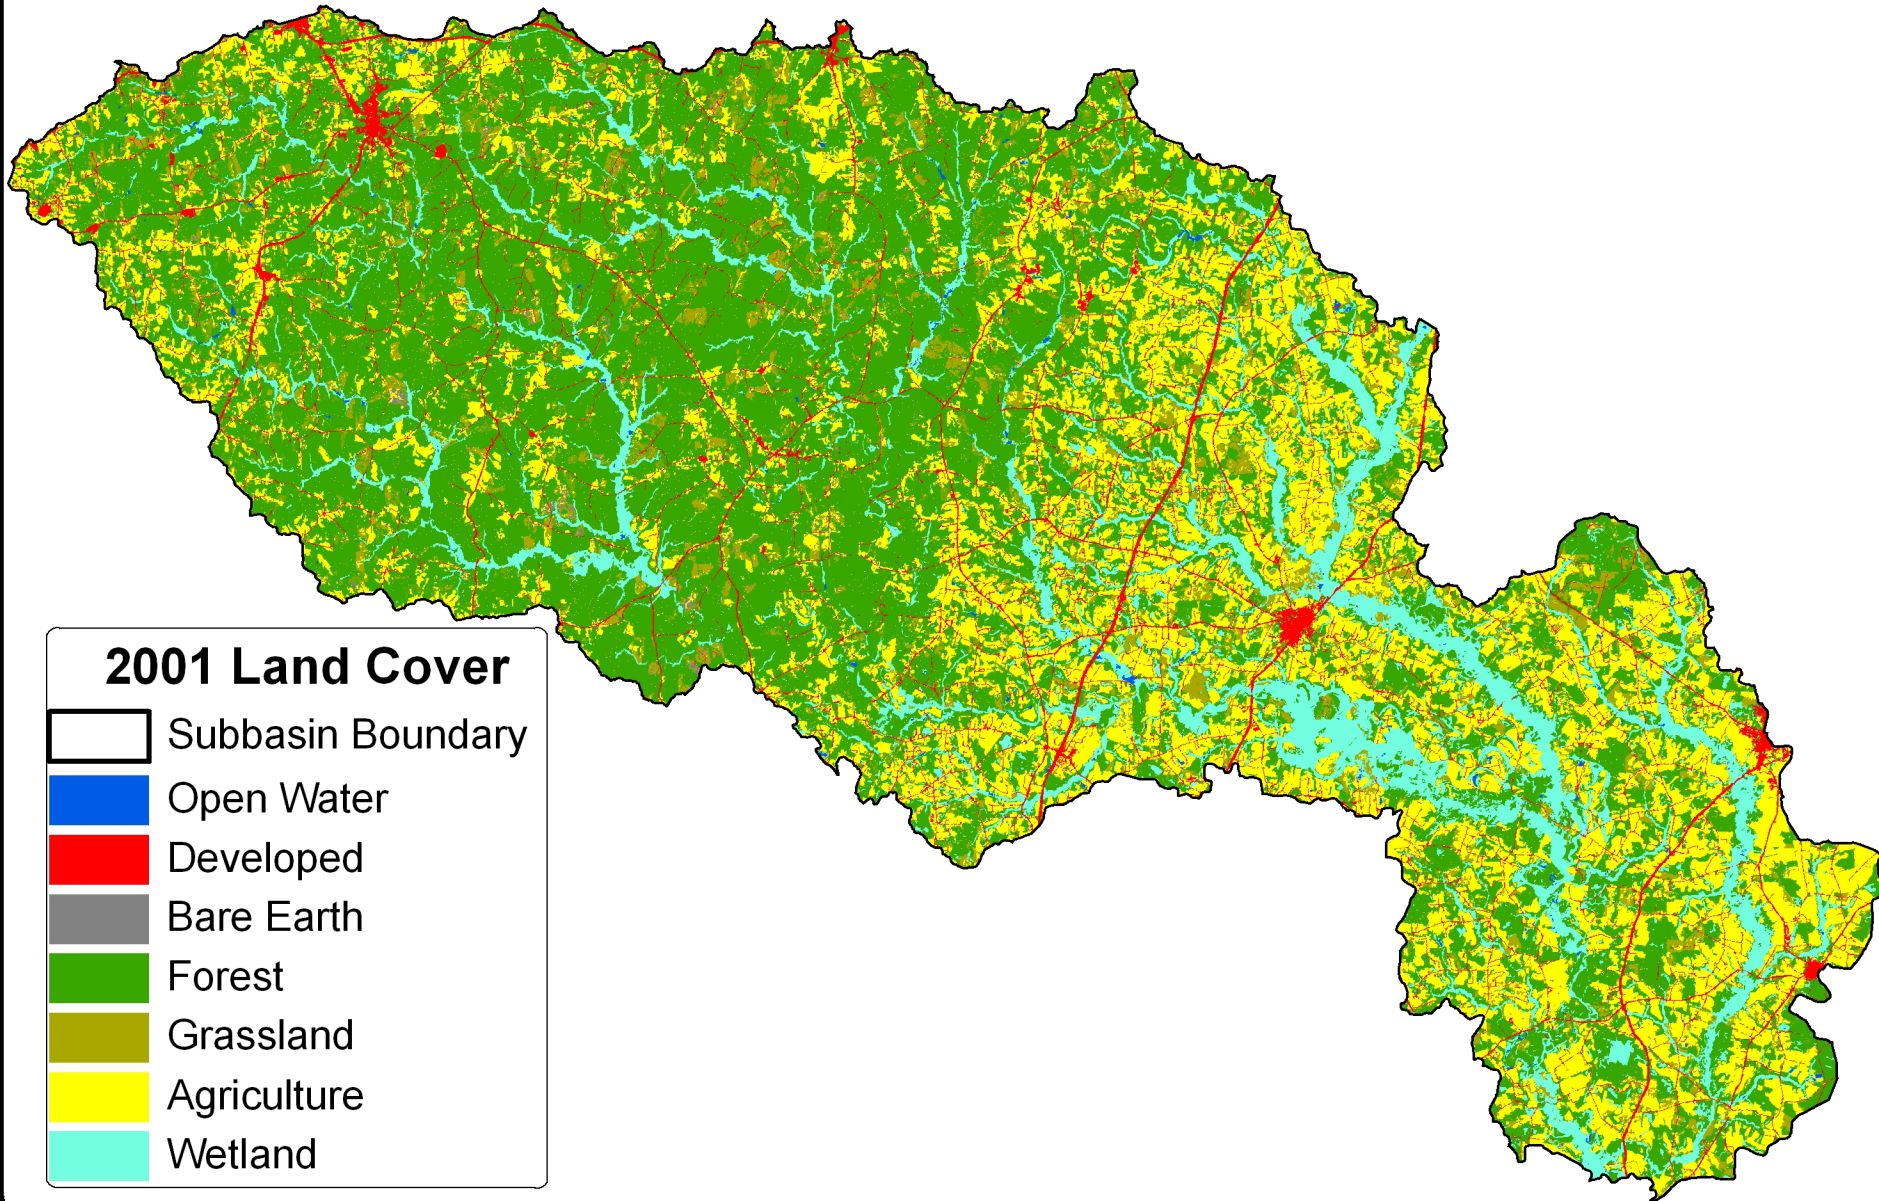 2001 Land Cover
Subbasin Boundary
Open Water
Developed
Bare Earth
Forest
Grassland
Agriculture
Wetland